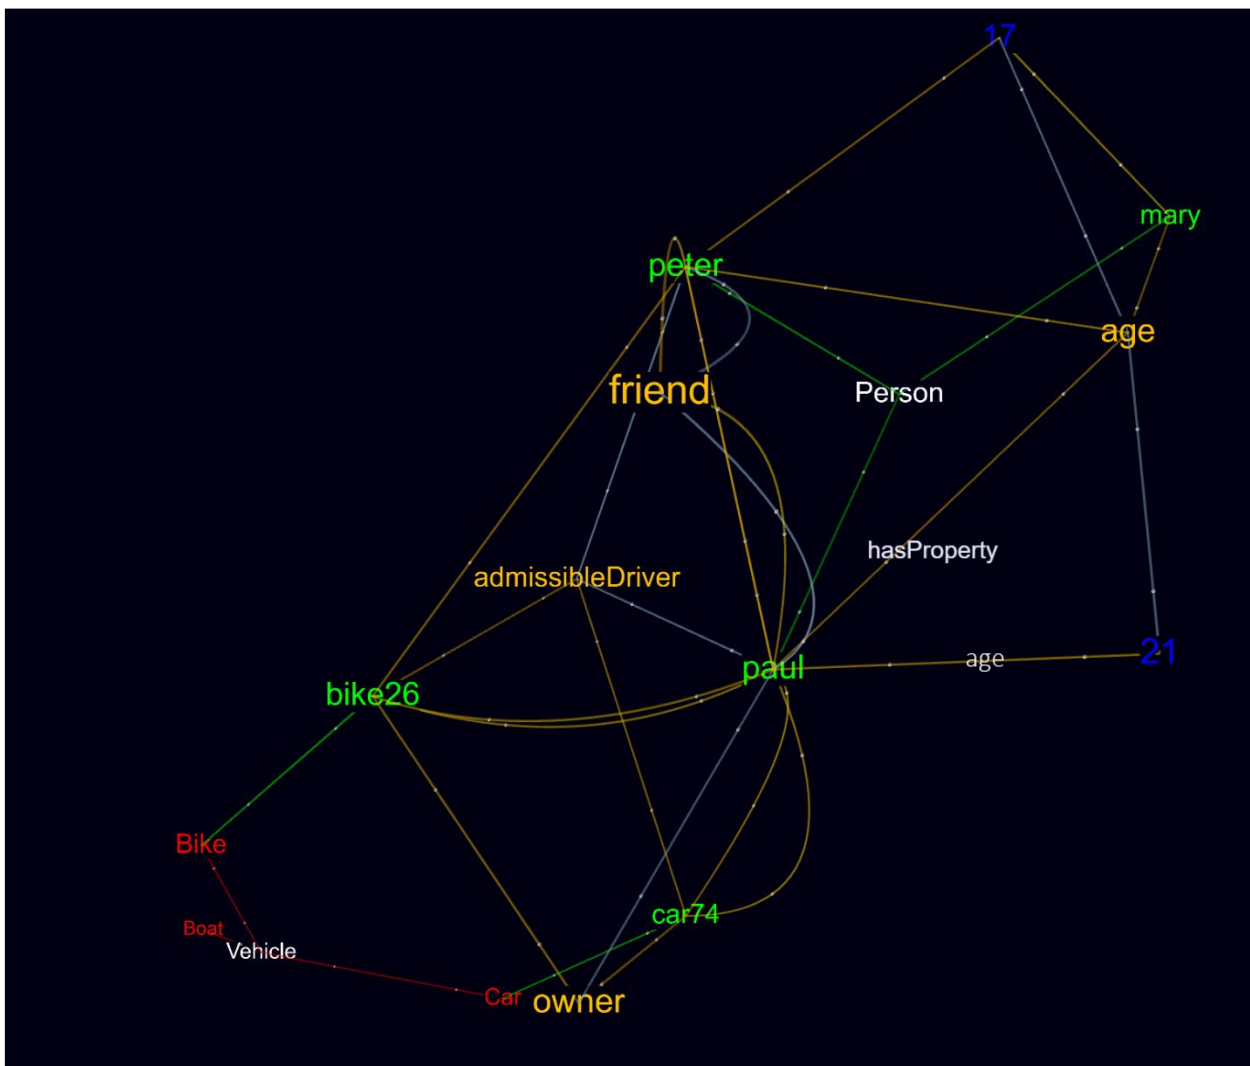 17
mary
peter
age
friend
Person
hasProperty
admissibleDriver
21
age
paul
bike26
Bike
car74
Boat
Vehicle
Car
owner